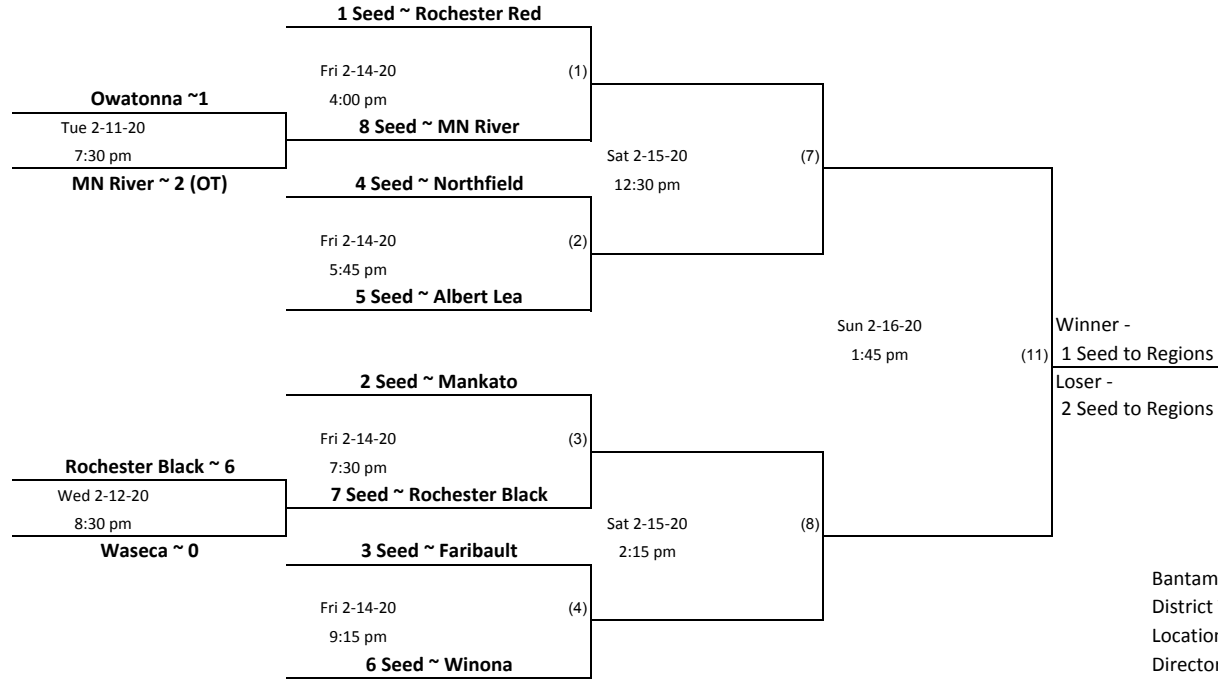 1 Seed ~ Rochester Red
Fri 2-14-20 (1)
4:00 pm
Owatonna ~1
Tue 2-11-20
7:30 pm
MN River ~ 2 (OT)
8 Seed ~ MN River
Sat 2-15-20 (7)
12:30 pm
4 Seed ~ Northfield
Fri 2-14-20 (2)
5:45 pm
5 Seed ~ Albert Lea
Sun 2-16-20
1:45 pm (11)
Winner -
1 Seed to Regions
Loser -
2 Seed to Regions
2 Seed ~ Mankato
Fri 2-14-20 (3)
7:30 pm
Rochester Black ~ 6
Wed 2-12-20
8:30 pm
Waseca ~ 0
7 Seed ~ Rochester Black
Sat 2-15-20 (8)
2:15 pm
3 Seed ~ Faribault
Fri 2-14-20 (4)
9:15 pm
6 Seed ~ Winona
Bantam
District
Location
Director